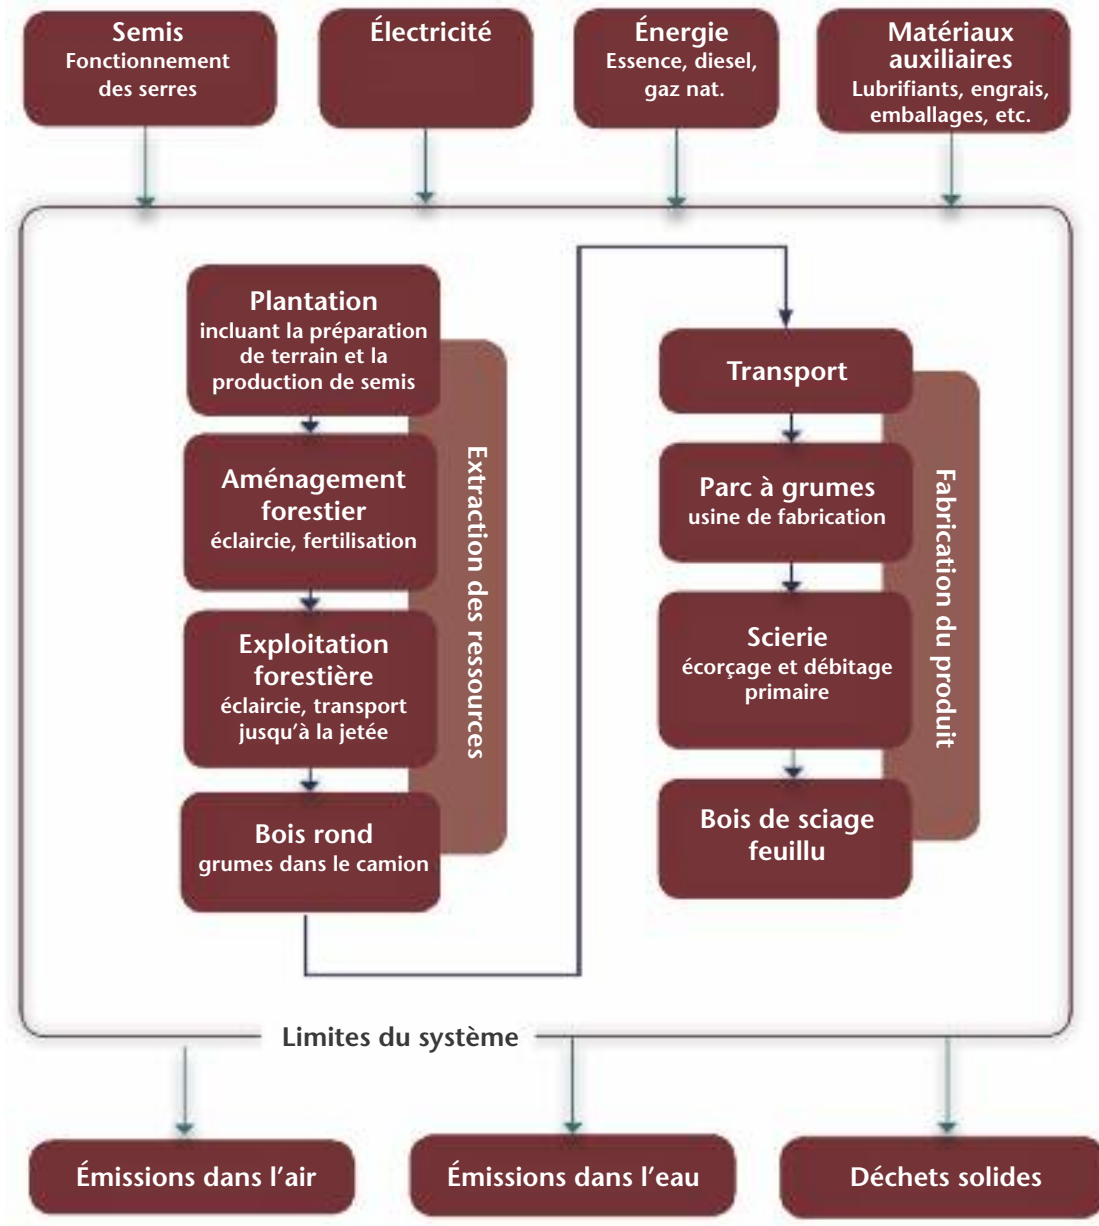 Semis
Fonctionnement
des serres
Électricité
Énergie
Essence, diesel,
gaz nat.
Matériaux
auxiliaires
Lubrifiants, engrais,
emballages, etc.
Plantation
incluant la préparation
de terrain et la
production de semis
Aménagement
forestier
éclaircie, fertilisation
Exploitation
forestière
éclaircie, transport
jusqu’à la jetée
Bois rond
grumes dans le camion
Extraction des ressources
Transport
Parc à grumes
usine de fabrication
Scierie
écorçage et débitage
primaire
Bois de sciage
feuillu
Fabrication du produit
Limites du système
Émissions dans l’air
Émissions dans l’eau
Déchets solides